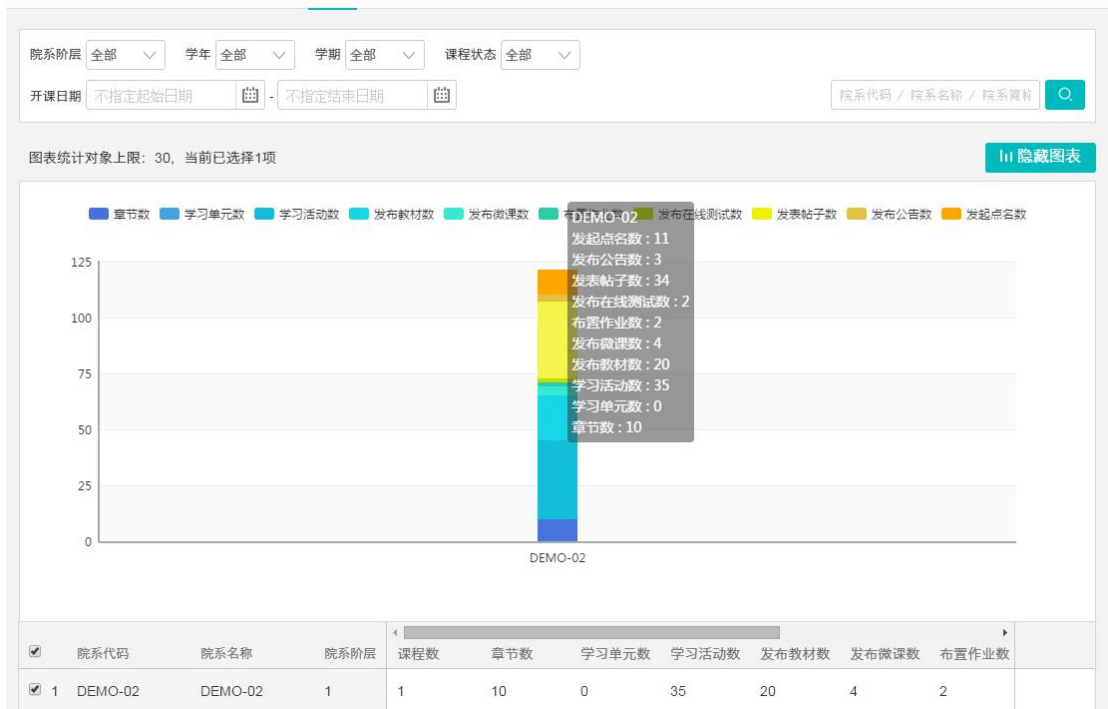 院系阶层 全部 学年 全部 学期 全部 课程状态 全部
开课日期 不指定起始日期 - 不指定结束日期 院系代码 / 院系名称 / 院系简称
图表统计对象上限：30，当前已选择1项 隐藏图表
章节数 学习单元数 学习活动数 发布教材数 发布微课数 发布在线测试数 发表帖子数 发布公告数 发起点名数
DEMO-02
发起点名数 : 11
发布公告数 : 3
发表帖子数 : 34
发布在线测试数 : 2
布置作业数 : 2
发布微课数 : 4
发布教材数 : 20
学习活动数 : 35
学习单元数 : 0
章节数 : 10
125
100
75
50
25
0
DEMO-02
院系代码 院系名称 院系阶层 课程数 章节数 学习单元数 学习活动数 发布教材数 发布微课数 布置作业数
1 DEMO-02 DEMO-02 1 1 10 0 35 20 4 2